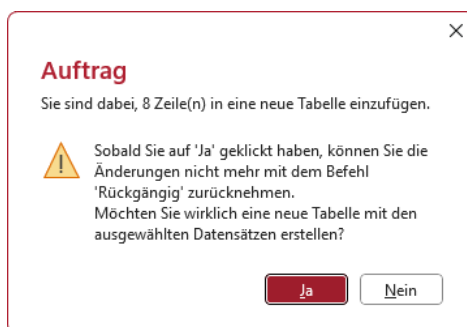 Auftrag
Sie sind dabei, 8 Zeile(n) in eine neue Tabelle einzufügen.
Sobald Sie auf 'Ja' geklickt haben, können Sie die
Änderungen nicht mehr mit dem Befehl
'Rückgängig' zurücknehmen.
Möchten Sie wirklich eine neue Tabelle mit den
ausgewählten Datensätzen erstellen?
Ja
Nein